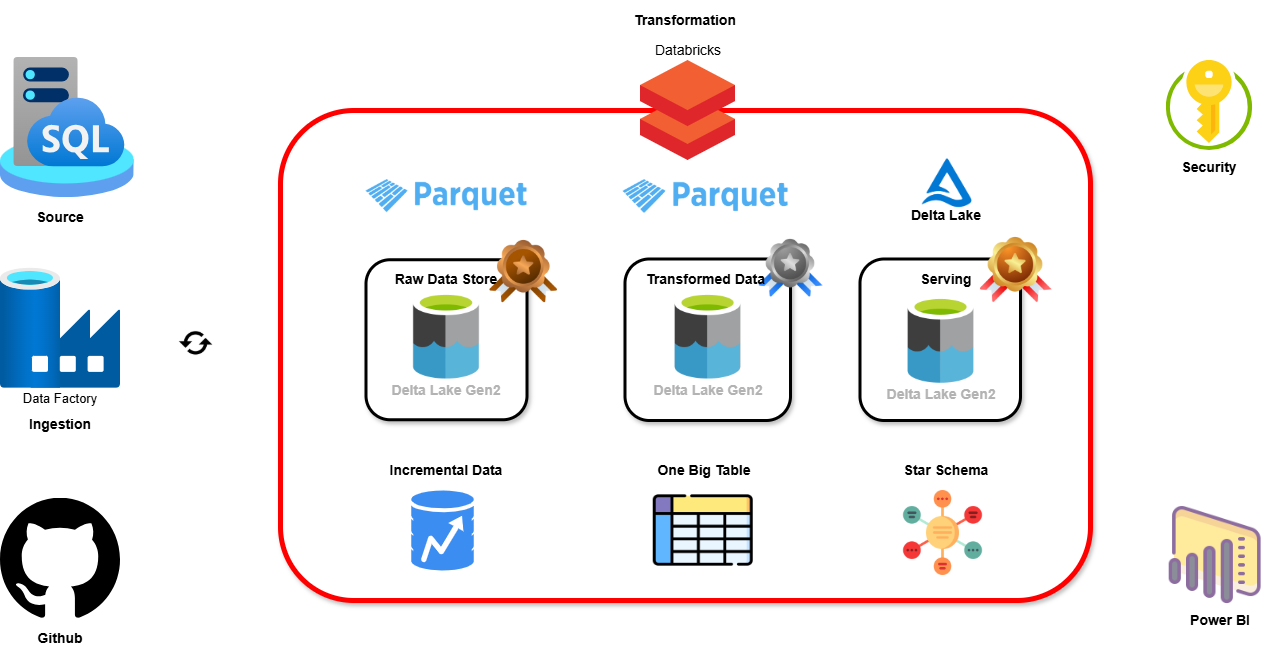 Transformation
Databricks
SQL
Source
Security
Parquet
Parquet
Delta Lake
Raw Data Store
Transformed Data
Serving
Delta Lake Gen2
Delta Lake Gen2
Delta Lake Gen2
Data Factory
Ingestion
Incremental Data
One Big Table
Star Schema
Github
Power BI